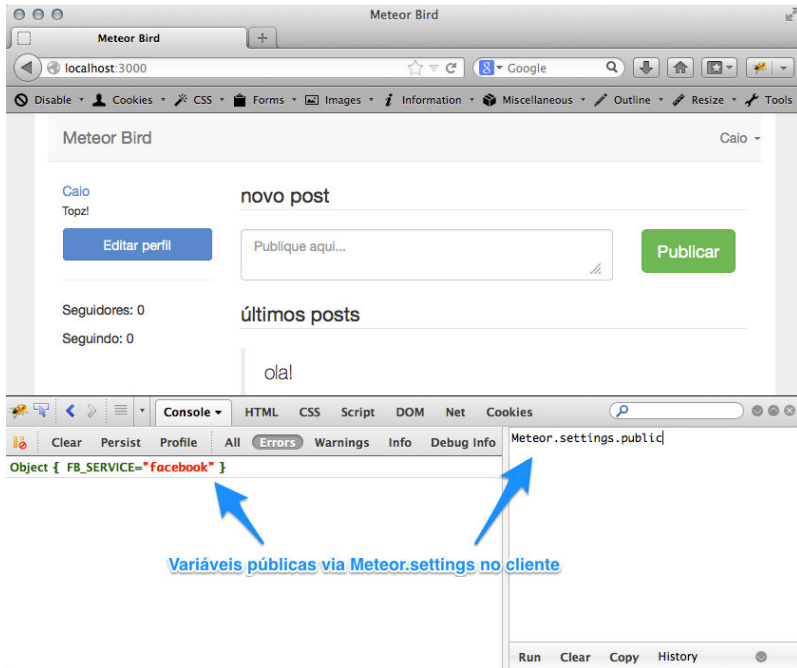 Meteor Bird
Meteor Bird
localhost:3000
Google
Disable Cookies CSS Forms Images Information Miscellaneous Outline Resize Tools
Meteor Bird Caio
Caio
Topz!
Editar perfil
Seguidores: 0
Seguindo: 0
novo post
Publique aqui...
Publicar
últimos posts
ola!
Console HTML CSS Script DOM Net Cookies
Clear Persist Profile All Errors Warnings Info Debug Info
Object { FB_SERVICE="facebook" }
Meteor.settings.public
Variáveis públicas via Meteor.settings no cliente
Run Clear Copy History